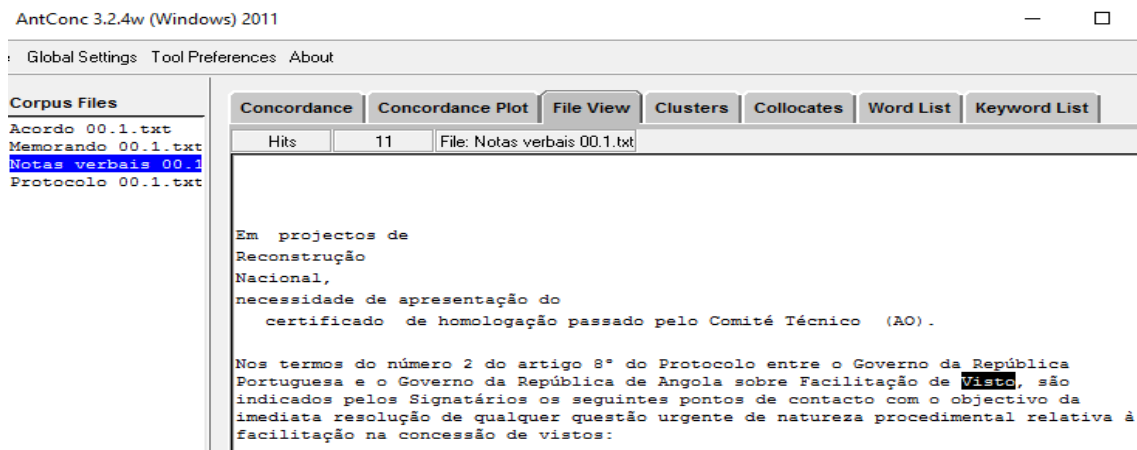 AntConc 3.2.4w (Windows) 2011
Global Settings Tool Preferences About
Corpus Files
Acordo 00.1.txt
Memorando 00.1.txt
Notas verbais 00.1
Protocolo 00.1.txt
Concordance Concordance Plot File View Clusters Collocates Word List Keyword List
Hits 11 File: Notas verbais 00.1.txt
Em projectos de
Reconstrução
Nacional,
necessidade de apresentação do
certificado de homologação passado pelo Comité Técnico (AO).
Nos termos do número 2 do artigo 8º do Protocolo entre o Governo da República
Portuguesa e o Governo da República de Angola sobre Facilitação de Visto, são
indicados pelos Signatários os seguintes pontos de contacto com o objectivo da
imediata resolução de qualquer questão urgente de natureza procedimental relativa à
facilitação na concessão de vistos: